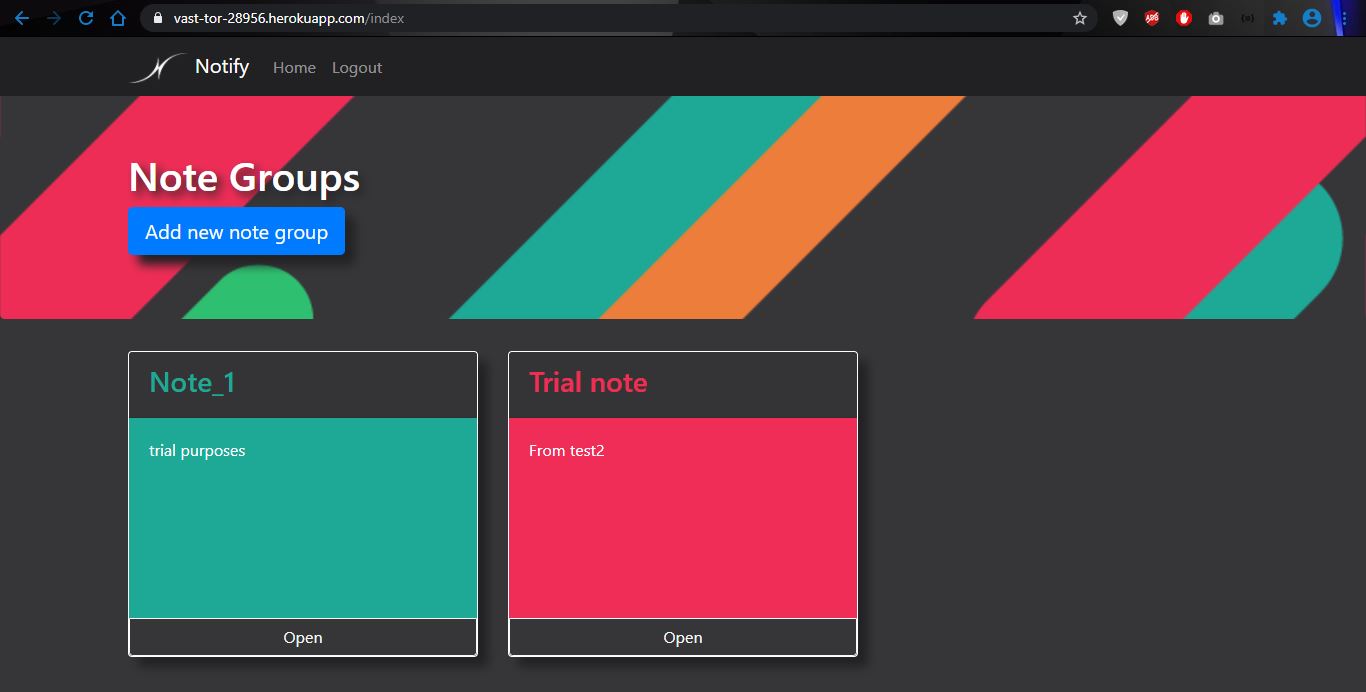 vast-tor-28956.herokuapp.com/index
Notify Home Logout
Note Groups
Add new note group
Note_1
trial purposes
Open
Trial note
From test2
Open